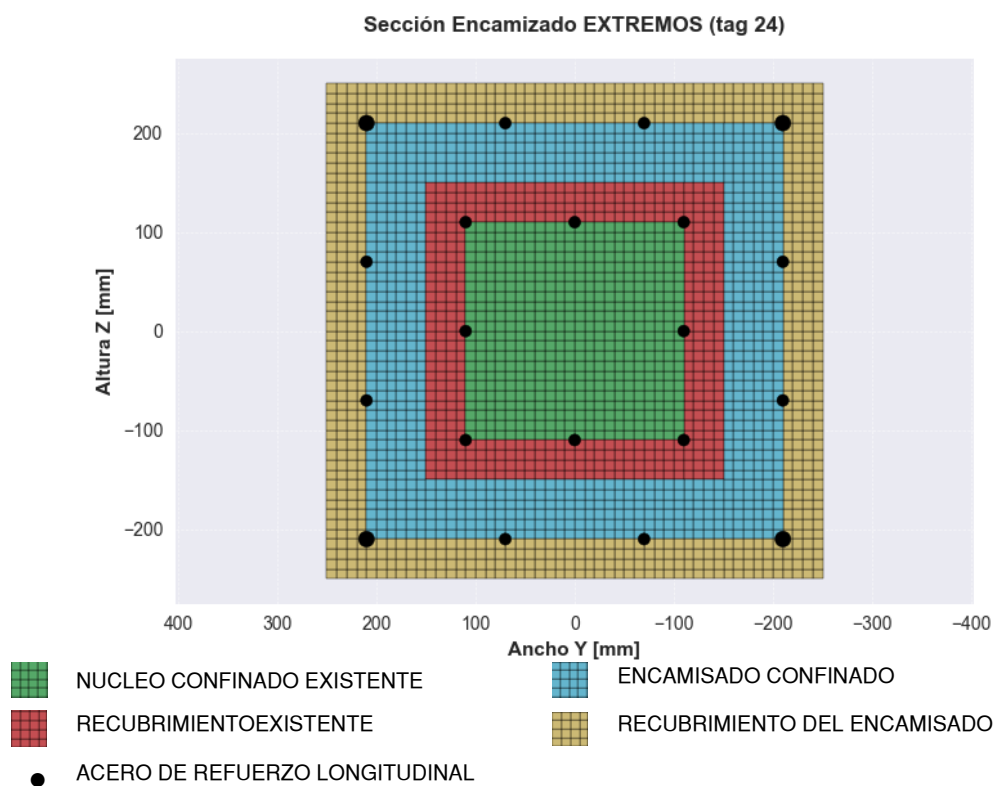 Sección Encamizado EXTREMOS (tag 24)
200
100
0
−100
−200
Altura Z [mm]
400
300
200
100
0
−100
−200
−300
−400
Ancho Y [mm]
NUCLEO CONFINADO EXISTENTE
ENCAMISADO CONFINADO
RECUBRIMIENTOEXISTENTE
RECUBRIMIENTO DEL ENCAMISADO
ACERO DE REFUERZO LONGITUDINAL